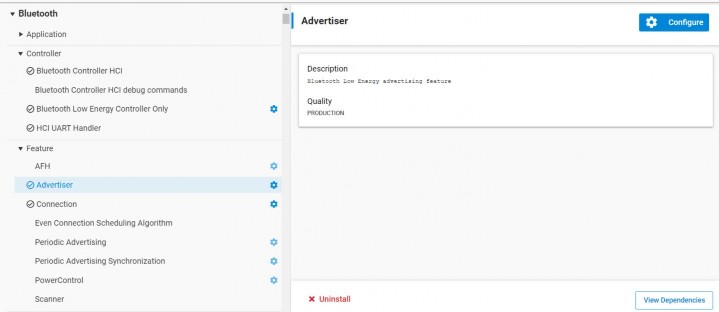 Bluetooth
Application
Controller
Bluetooth Controller HCI
Bluetooth Controller HCI debug commands
Bluetooth Low Energy Controller Only
HCI UART Handler
Feature
AFH
Advertiser
Connection
Even Connection Scheduling Algorithm
Periodic Advertising
Periodic Advertising Synchronization
PowerControl
Scanner
Advertiser
Configure
Description
Bluetooth Low Energy advertising feature
Quality
PRODUCTION
Uninstall
View Dependencies